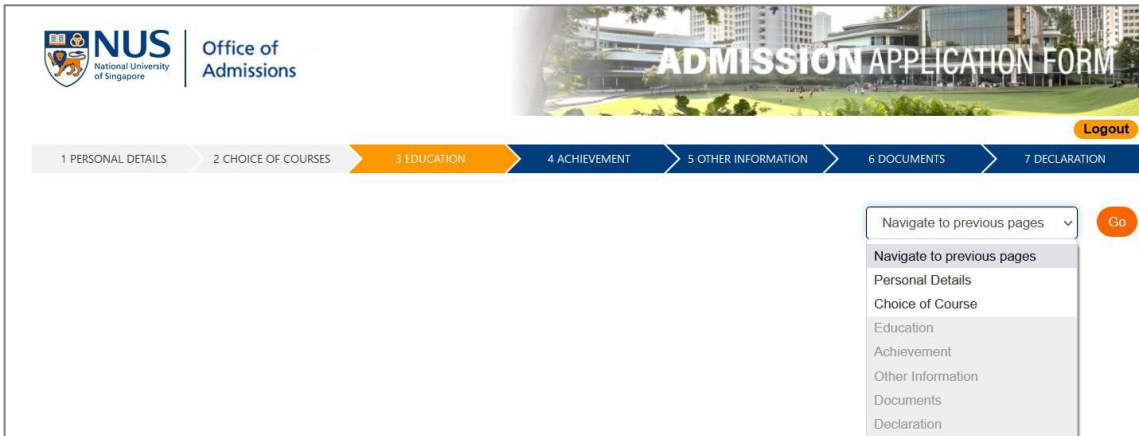 NUS
National University
of Singapore
Office of
Admissions
ADMISSION APPLICATION FORM
Logout
1 PERSONAL DETAILS
2 CHOICE OF COURSES
3 EDUCATION
4 ACHIEVEMENT
5 OTHER INFORMATION
6 DOCUMENTS
7 DECLARATION
Navigate to previous pages
Go
Navigate to previous pages
Personal Details
Choice of Course
Education
Achievement
Other Information
Documents
Declaration